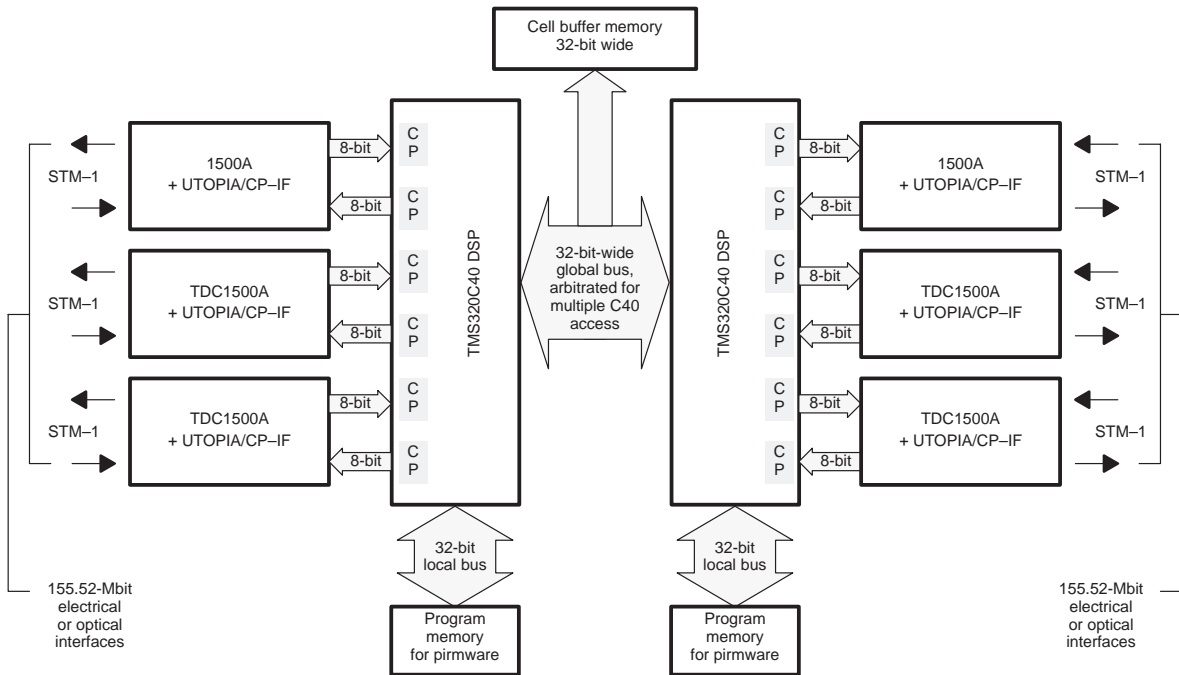 Cell buffer memory
32-bit wide
1500A
+ UTOPIA/CP–IF
TDC1500A
+ UTOPIA/CP–IF
TDC1500A
+ UTOPIA/CP–IF
STM–1
STM–1
STM–1
8-bit
8-bit
8-bit
8-bit
8-bit
8-bit
C
P
C
P
C
P
C
P
C
P
C
P
TMS320C40 DSP
32-bit-wide
global bus,
arbitrated for
multiple C40
access
TMS320C40 DSP
C
P
C
P
C
P
C
P
C
P
C
P
8-bit
8-bit
8-bit
8-bit
8-bit
8-bit
1500A
+ UTOPIA/CP–IF
TDC1500A
+ UTOPIA/CP–IF
TDC1500A
+ UTOPIA/CP–IF
STM–1
STM–1
STM–1
32-bit
local bus
32-bit
local bus
155.52-Mbit
electrical
or optical
interfaces
Program
memory
for pirmware
Program
memory
for pirmware
155.52-Mbit
electrical
or optical
interfaces